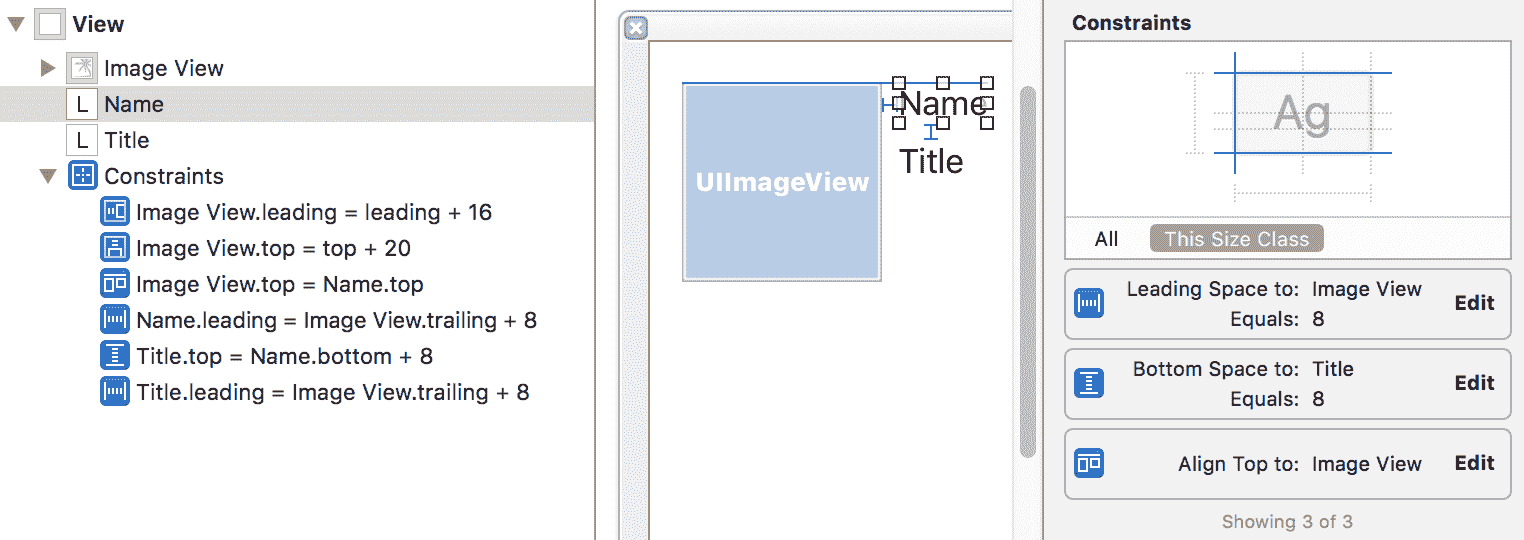 View
Image View
L Name
L Title
Constraints
Image View.leading = leading + 16
Image View.top = top + 20
Image View.top = Name.top
Name.leading = Image View.trailing + 8
Title.top = Name.bottom + 8
Title.leading = Image View.trailing + 8
Name
Title
UIImageView
Constraints
Ag
All This Size Class
Leading Space to: Image View
Equals: 8
Edit
Bottom Space to: Title
Equals: 8
Edit
Align Top to: Image View Edit
Showing 3 of 3